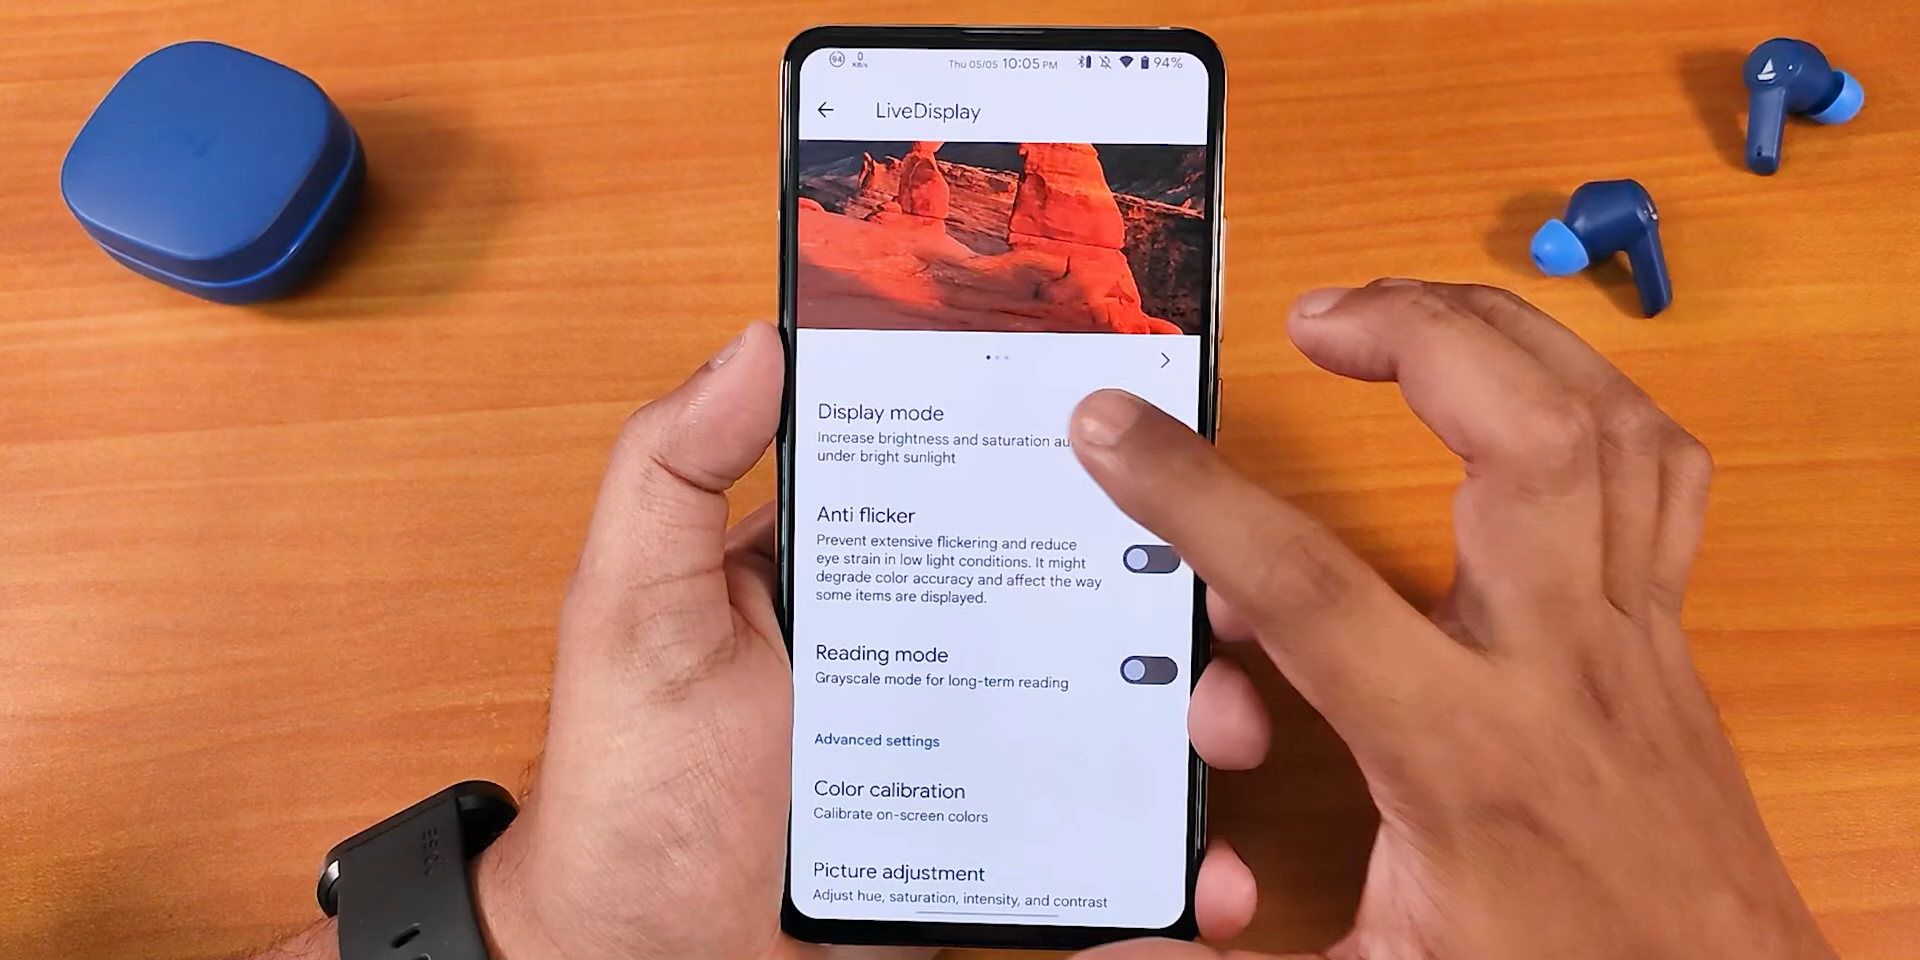 94 0 KB/s Thu 05/05 10:05 PM 94%
LiveDisplay
Display mode
Increase brightness and saturation au
under bright sunlight
Anti flicker
Prevent extensive flickering and reduce
eye strain in low light conditions. It might
degrade color accuracy and affect the way
some items are displayed.
Reading mode
Grayscale mode for long-term reading
Advanced settings
Color calibration
Calibrate on-screen colors
Picture adjustment
Adjust hue, saturation, intensity, and contrast